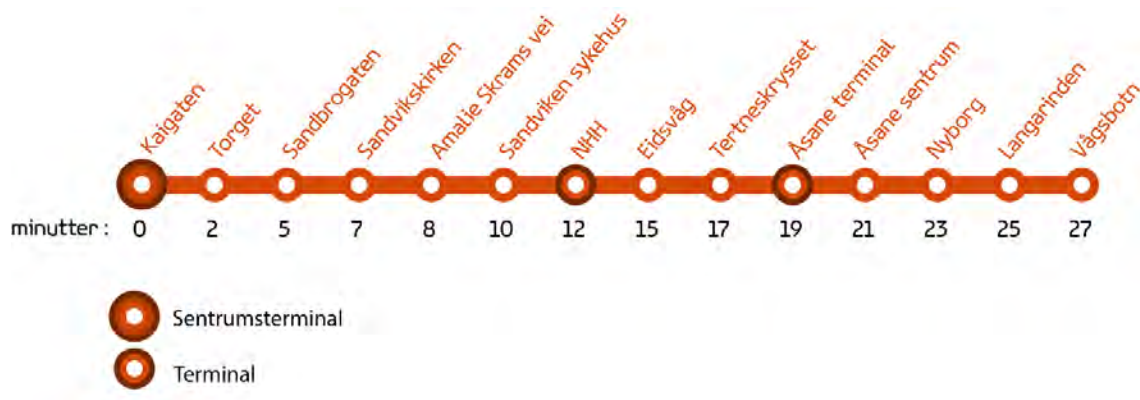 Kaigaten
Torget
Sandbrogaten
Sandvikskirken
Amalie Skrams vei
Sandviken sykehus
NHH
Eidsvåg
Tertneskrysset
Åsane terminal
Åsane sentrum
Nyborg
Langarinden
Vågsbotn
minutter : 0 2 5 7 8 10 12 15 17 19 21 23 25 27
Sentrumsterminal
Terminal